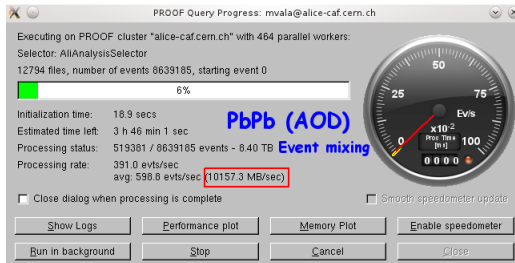 PROOF Query Progress: mvala@alice-caf.cern.ch
Executing on PROOF cluster "alice-caf.cern.ch" with 464 parallel workers:
Selector: AliAnalysisSelector
12794 files, number of events 8639185, starting event 0
6%
Initialization time: 18.9 secs
Estimated time left: 3 h 46 min 1 sec
Processing status: 519381 / 8639185 events - 8.40 TB
Processing rate: 391.0 evts/sec
avg: 598.8 evts/sec (10157.3 MB/sec)
PbPb (AOD)
Event mixing
50
25 75
Ev/s
x10-2
Proc Time
[ms]
0 100
0 0 0 0
Close dialog when processing is complete
Smooth speedometer update
Show Logs Performance plot Memory Plot Enable speedometer
Run in background Stop Cancel Close